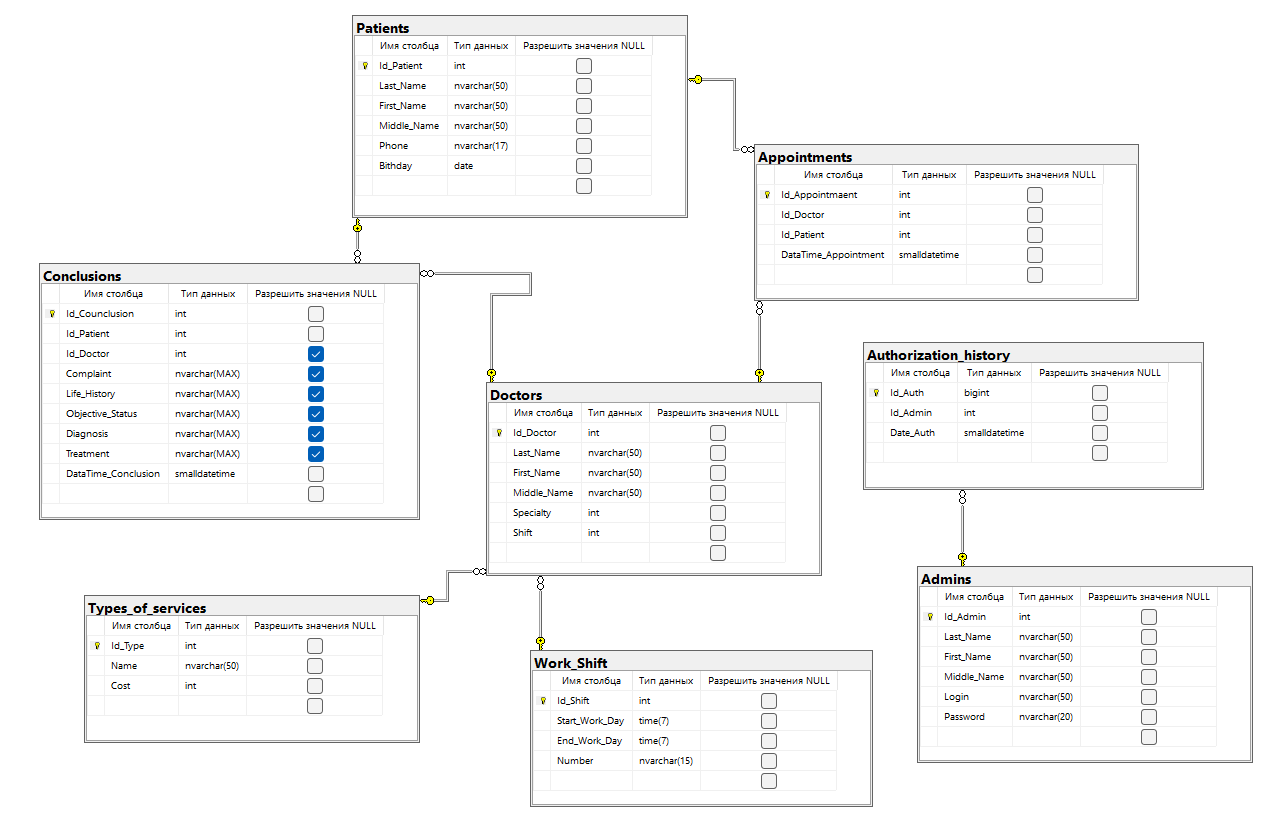 Patients
Имя столбца Тип данных Разрешить значения NULL
Id_Patient int
Last_Name nvarchar(50)
First_Name nvarchar(50)
Middle_Name nvarchar(50)
Phone nvarchar(17)
Bithday date
Appointments
Имя столбца Тип данных Разрешить значения NULL
Id_Appointmaent int
Id_Doctor int
Id_Patient int
DataTime_Appointment smalldatetime
Conclusions
Имя столбца Тип данных Разрешить значения NULL
Id_Counclusion int
Id_Patient int
Id_Doctor int
Complaint nvarchar(MAX)
Life_History nvarchar(MAX)
Objective_Status nvarchar(MAX)
Diagnosis nvarchar(MAX)
Treatment nvarchar(MAX)
DataTime_Conclusion smalldatetime
Authorization_history
Имя столбца Тип данных Разрешить значения NULL
Id_Auth bigint
Id_Admin int
Date_Auth smalldatetime
Doctors
Имя столбца Тип данных Разрешить значения NULL
Id_Doctor int
Last_Name nvarchar(50)
First_Name nvarchar(50)
Middle_Name nvarchar(50)
Specialty int
Shift int
Admins
Имя столбца Тип данных Разрешить значения NULL
Id_Admin int
Last_Name nvarchar(50)
First_Name nvarchar(50)
Middle_Name nvarchar(50)
Login nvarchar(50)
Password nvarchar(20)
Types_of_services
Имя столбца Тип данных Разрешить значения NULL
Id_Type int
Name nvarchar(50)
Cost int
Work_Shift
Имя столбца Тип данных Разрешить значения NULL
Id_Shift int
Start_Work_Day time(7)
End_Work_Day time(7)
Number nvarchar(15)